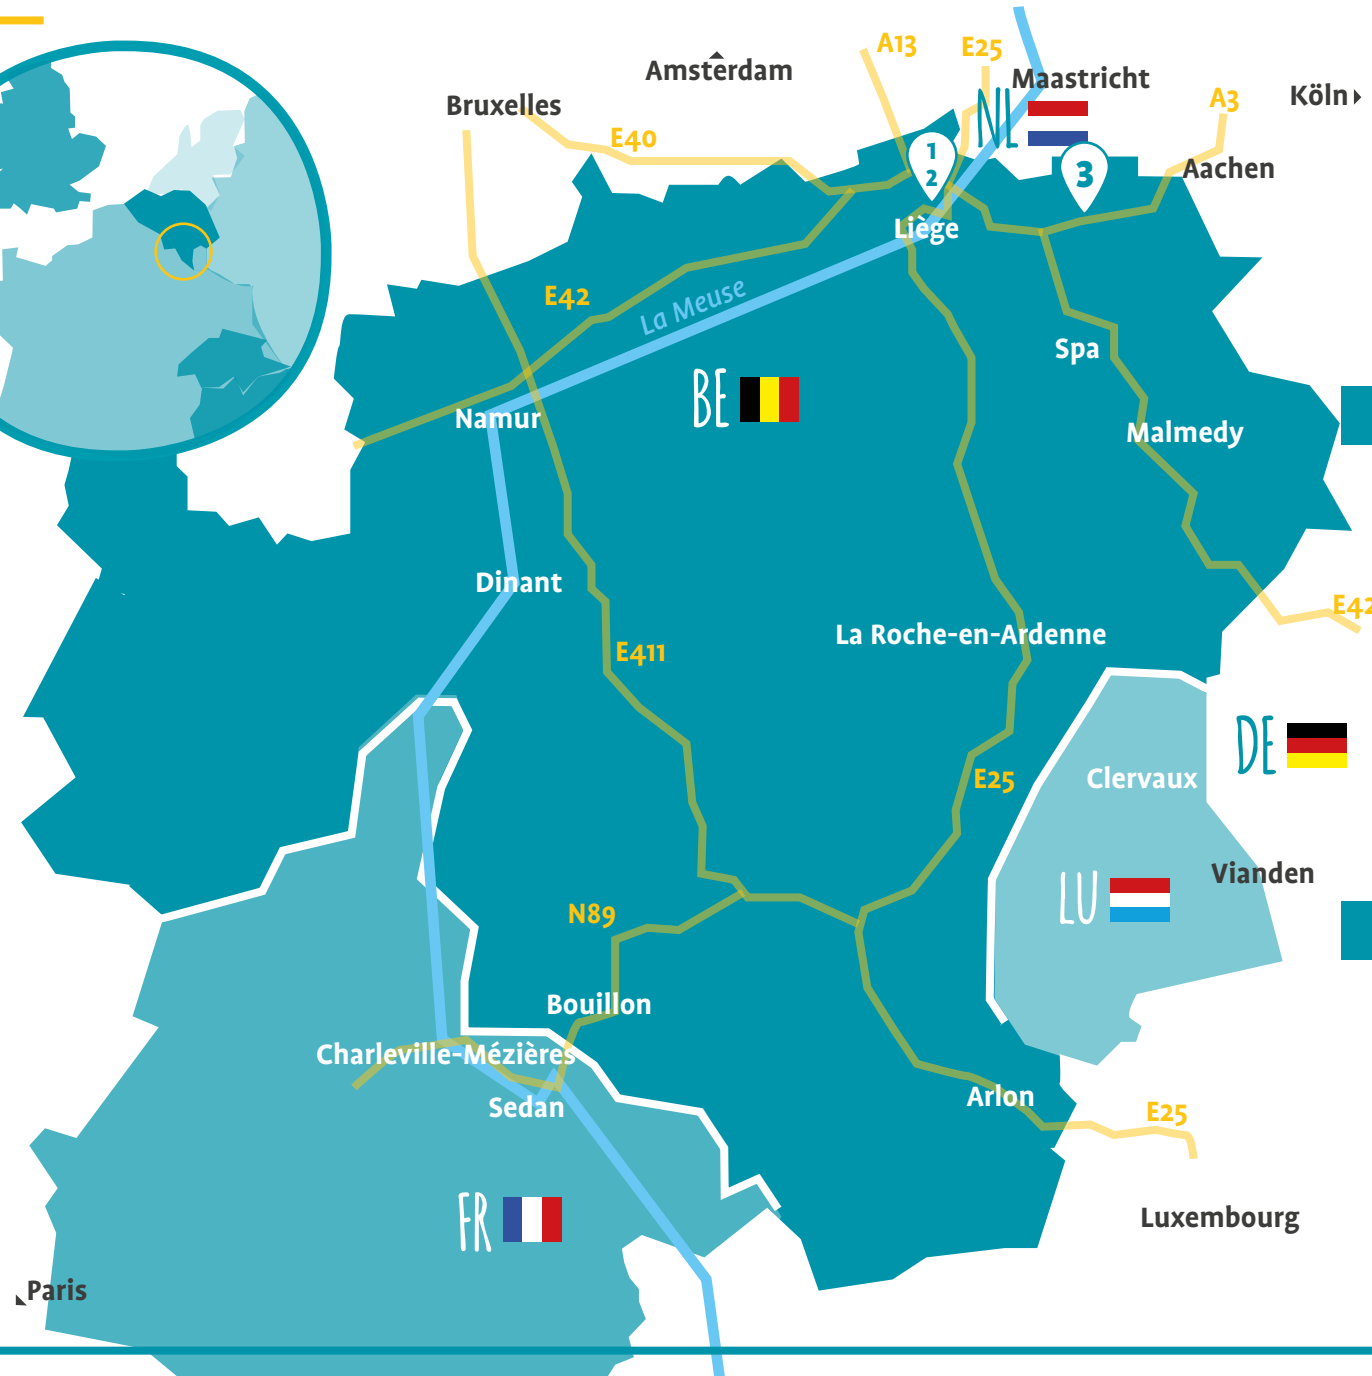 A13
E25
Amsterdam
Maastricht
Köln
Bruxelles
A3
NL
E40
1
2
3
Aachen
Liège
E42
La Meuse
Spa
BE
Namur
Malmedy
Dinant
E42
La Roche-en-Ardenne
E411
DE
E25
Clervaux
Vianden
LU
N89
Bouillon
Charleville-Mézières
Sedan
Arlon
E25
FR
Luxembourg
Paris